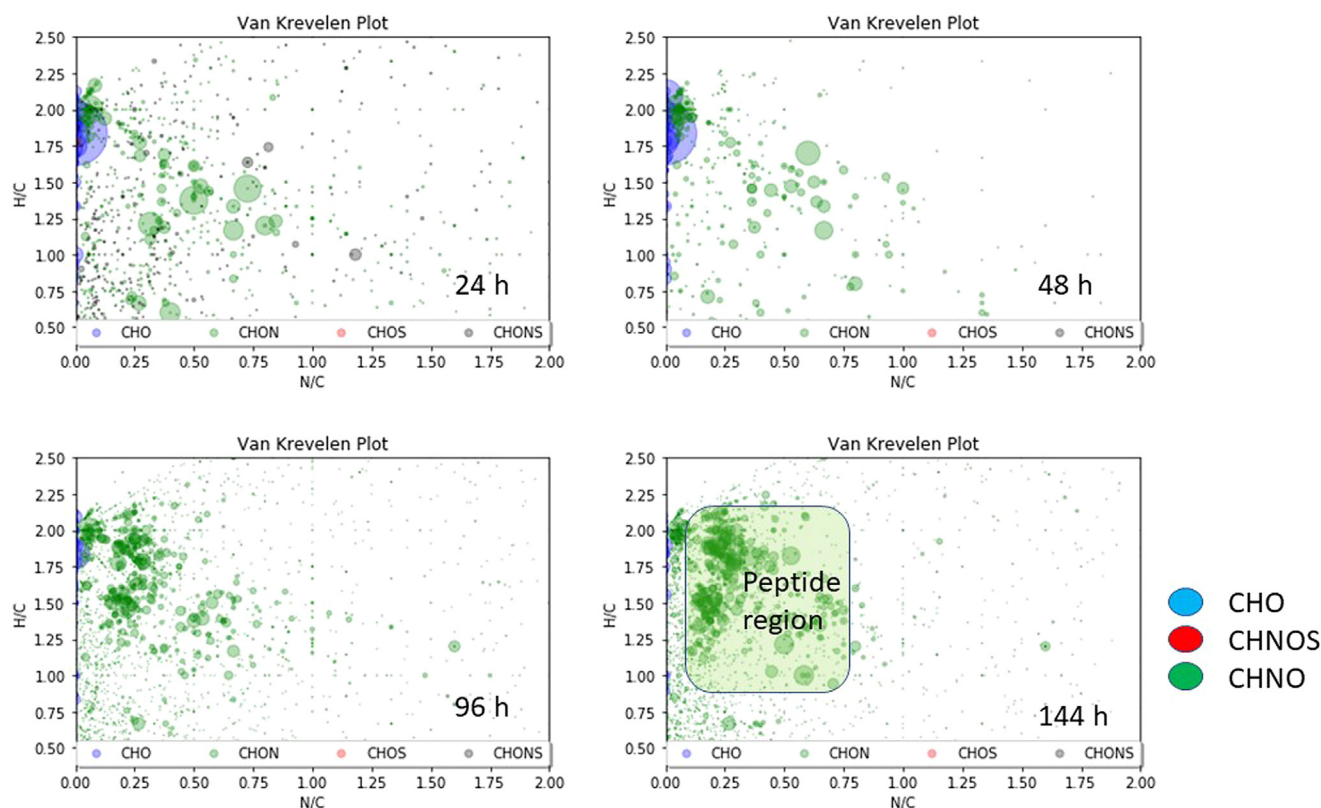 Van Krevelen Plot
2.50
2.25
2.00
1.75
1.50
1.25
1.00
0.75
0.50
H/C
24 h
CHO CHON CHOS CHONS
0.00 0.25 0.50 0.75 1.00 1.25 1.50 1.75 2.00
N/C
Van Krevelen Plot
2.50
2.25
2.00
1.75
1.50
1.25
1.00
0.75
0.50
H/C
48 h
CHO CHON CHOS CHONS
0.00 0.25 0.50 0.75 1.00 1.25 1.50 1.75 2.00
N/C
Van Krevelen Plot
2.50
2.25
2.00
1.75
1.50
1.25
1.00
0.75
0.50
H/C
96 h
CHO CHON CHOS CHONS
0.00 0.25 0.50 0.75 1.00 1.25 1.50 1.75 2.00
N/C
Van Krevelen Plot
2.50
2.25
2.00
1.75
1.50
1.25
1.00
0.75
0.50
H/C
Peptide
region
144 h
CHO CHON CHOS CHONS
0.00 0.25 0.50 0.75 1.00 1.25 1.50 1.75 2.00
N/C
CHO
CHNOS
CHNO